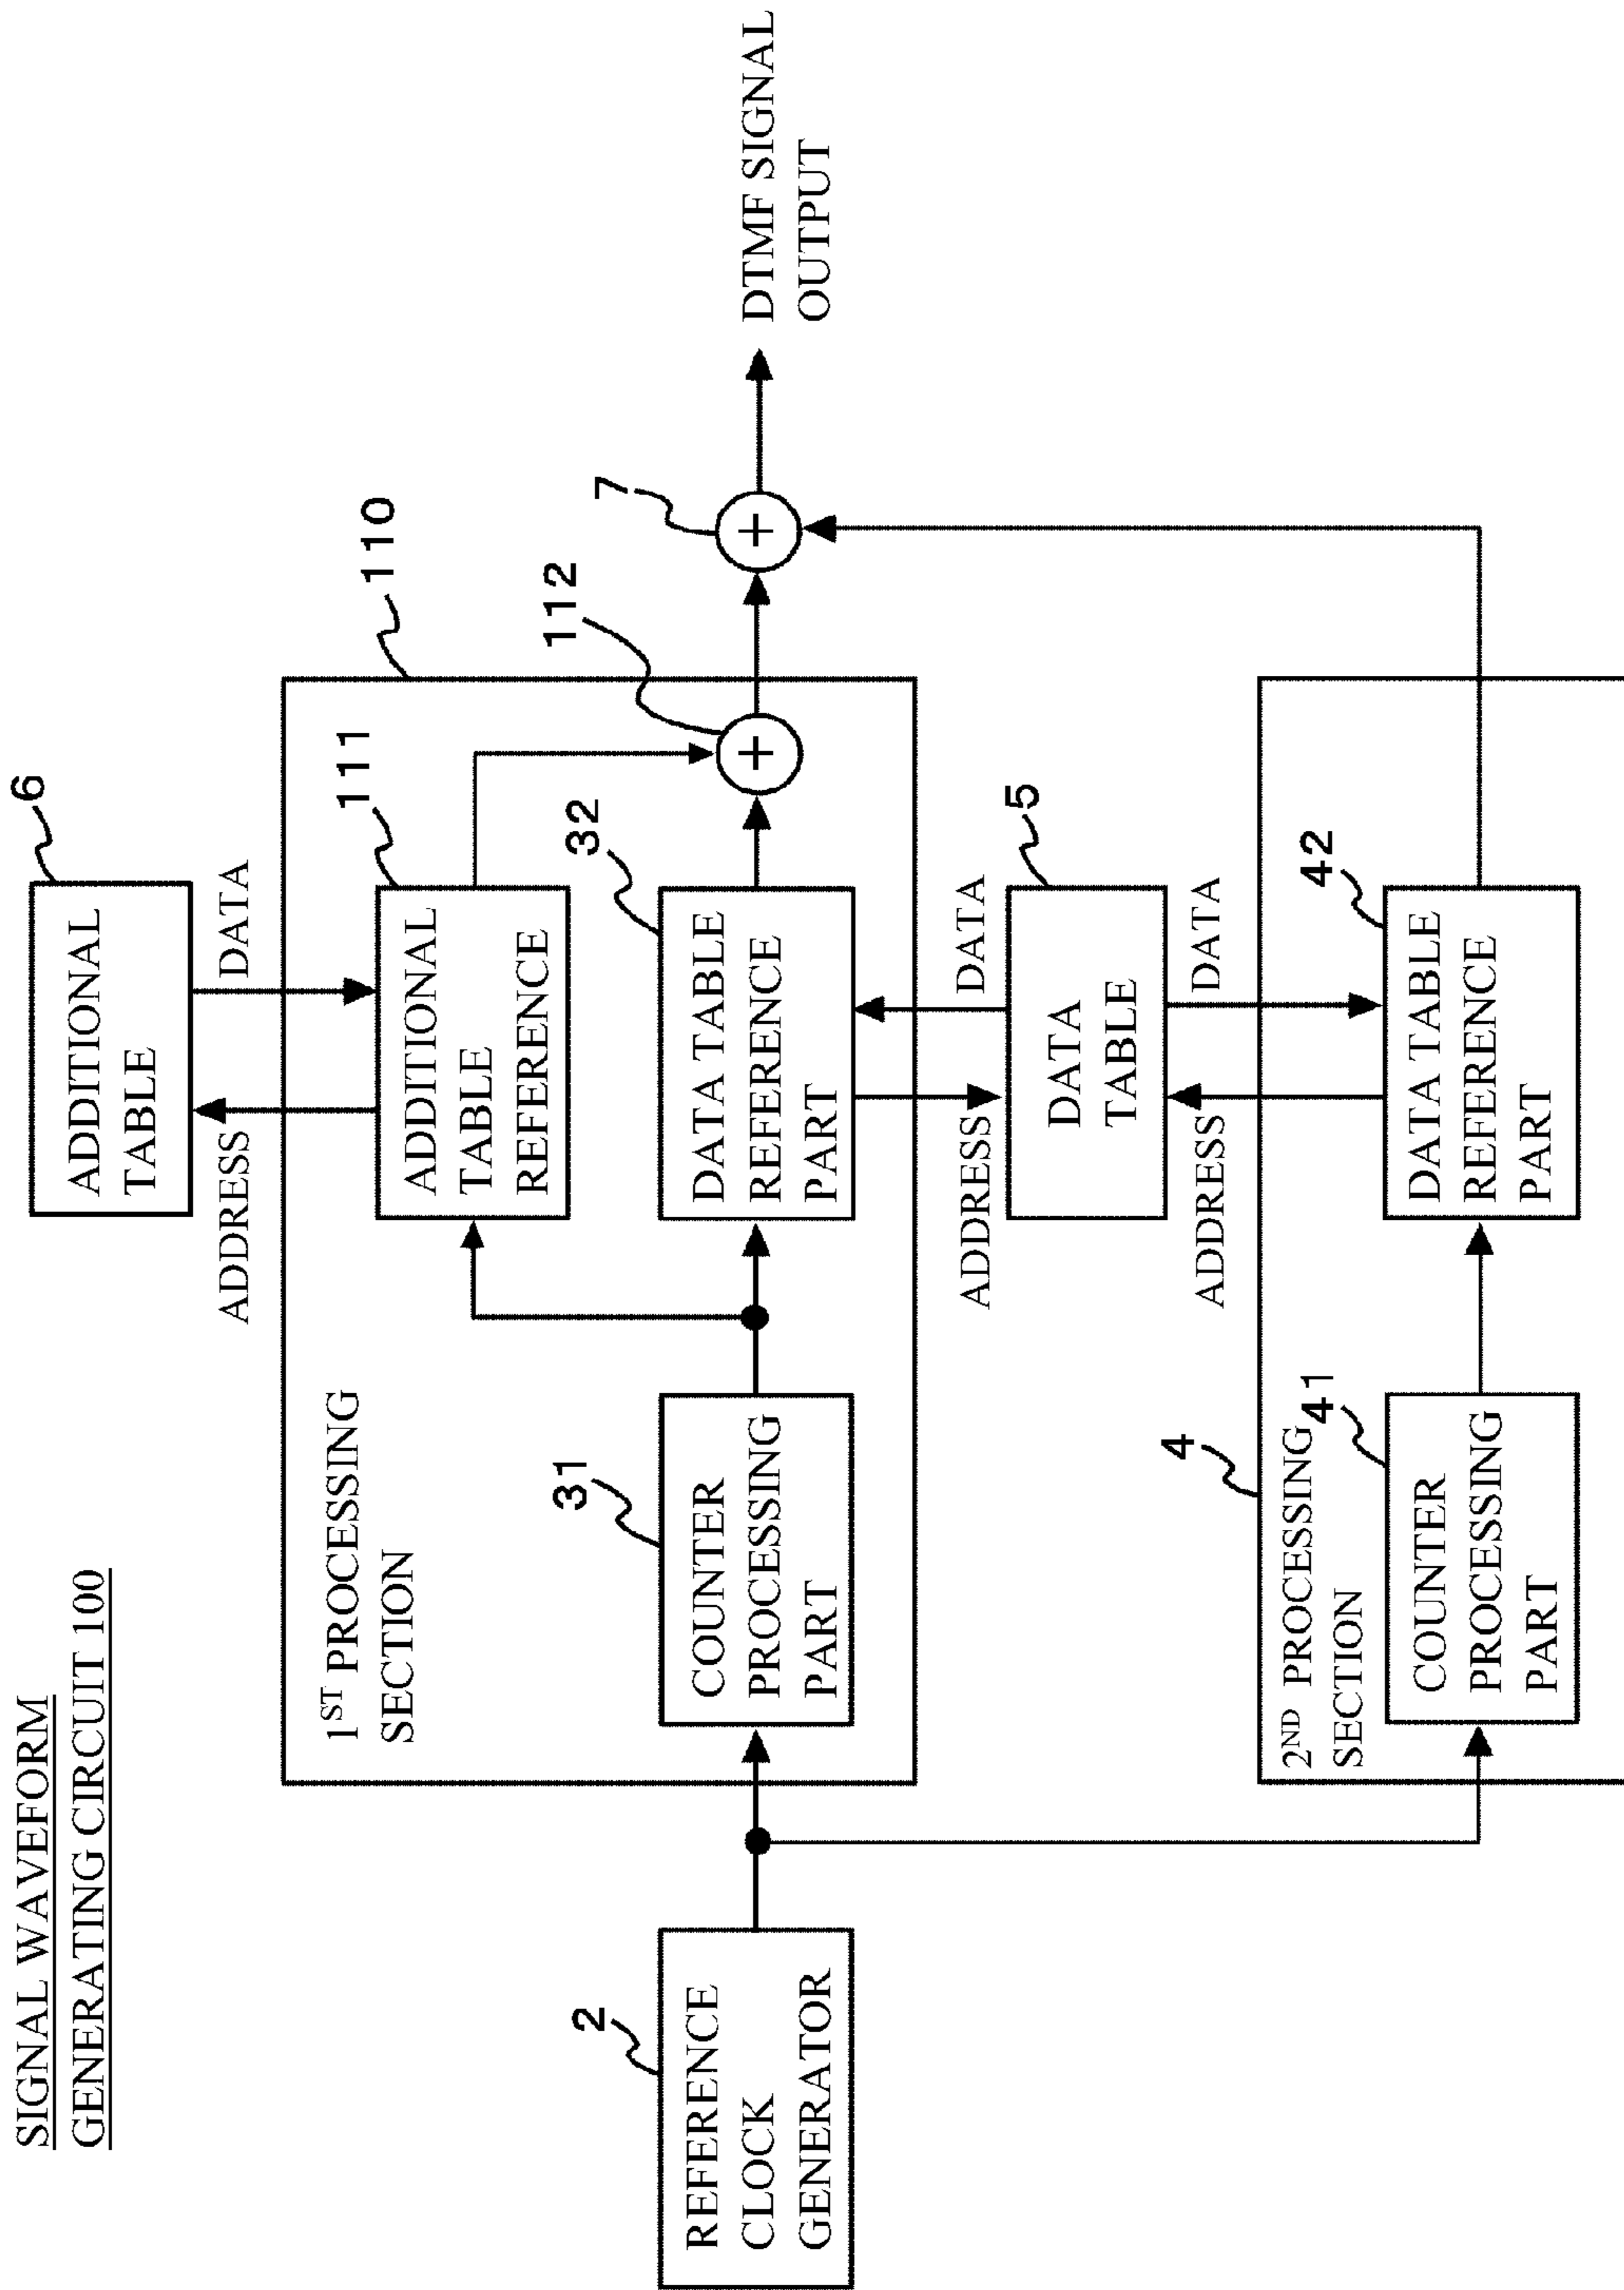 SIGNAL WAVEFORM
GENERATING CIRCUIT 100
6
ADDITIONAL
TABLE
ADDRESS
DATA
110
1ST PROCESSING
SECTION
111
ADDITIONAL
TABLE
REFERENCE
112
7
2
REFERENCE
CLOCK
GENERATOR
31
COUNTER
PROCESSING
PART
32
DATA TABLE
REFERENCE
PART
DTMF SIGNAL
OUTPUT
ADDRESS
DATA
5
DATA
TABLE
ADDRESS
DATA
4
2ND PROCESSING
SECTION
41
COUNTER
PROCESSING
PART
42
DATA TABLE
REFERENCE
PART